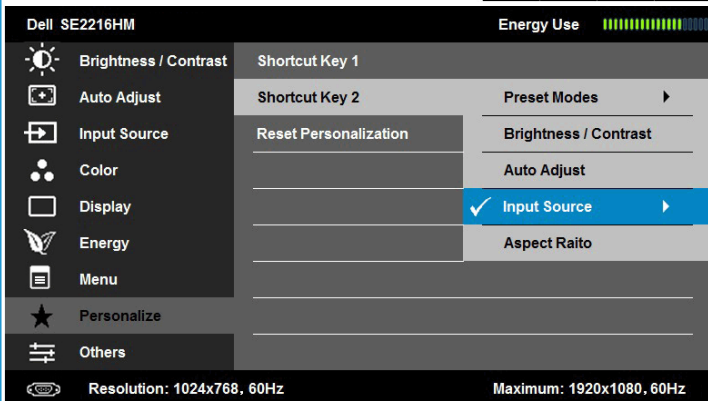 Dell SE2216HM Energy Use
Brightness / Contrast Shortcut Key 1
Auto Adjust Shortcut Key 2 Preset Modes
Input Source Reset Personalization Brightness / Contrast
Color Auto Adjust
Display Input Source
Energy Aspect Raito
Menu
Personalize
Others
Resolution: 1024x768, 60Hz Maximum: 1920x1080, 60Hz